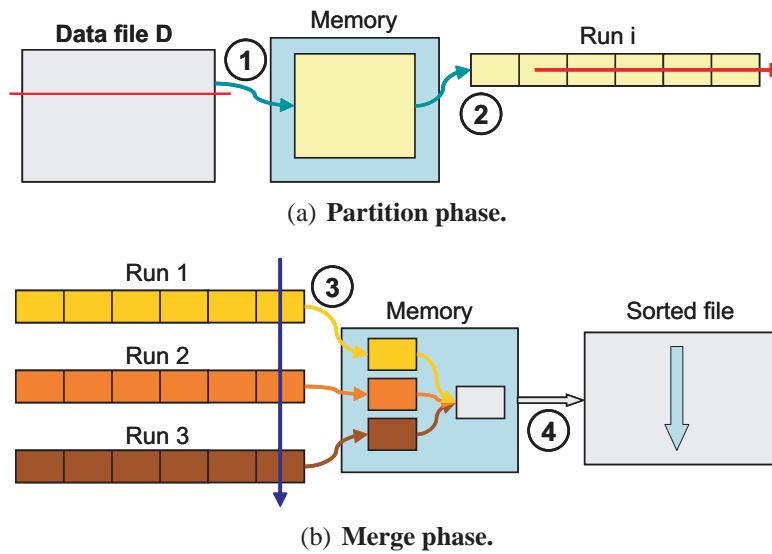 Data file D
Memory
Run i
1
2
(a) Partition phase.
Run 1
3
Memory
Sorted file
Run 2
Run 3
4
(b) Merge phase.